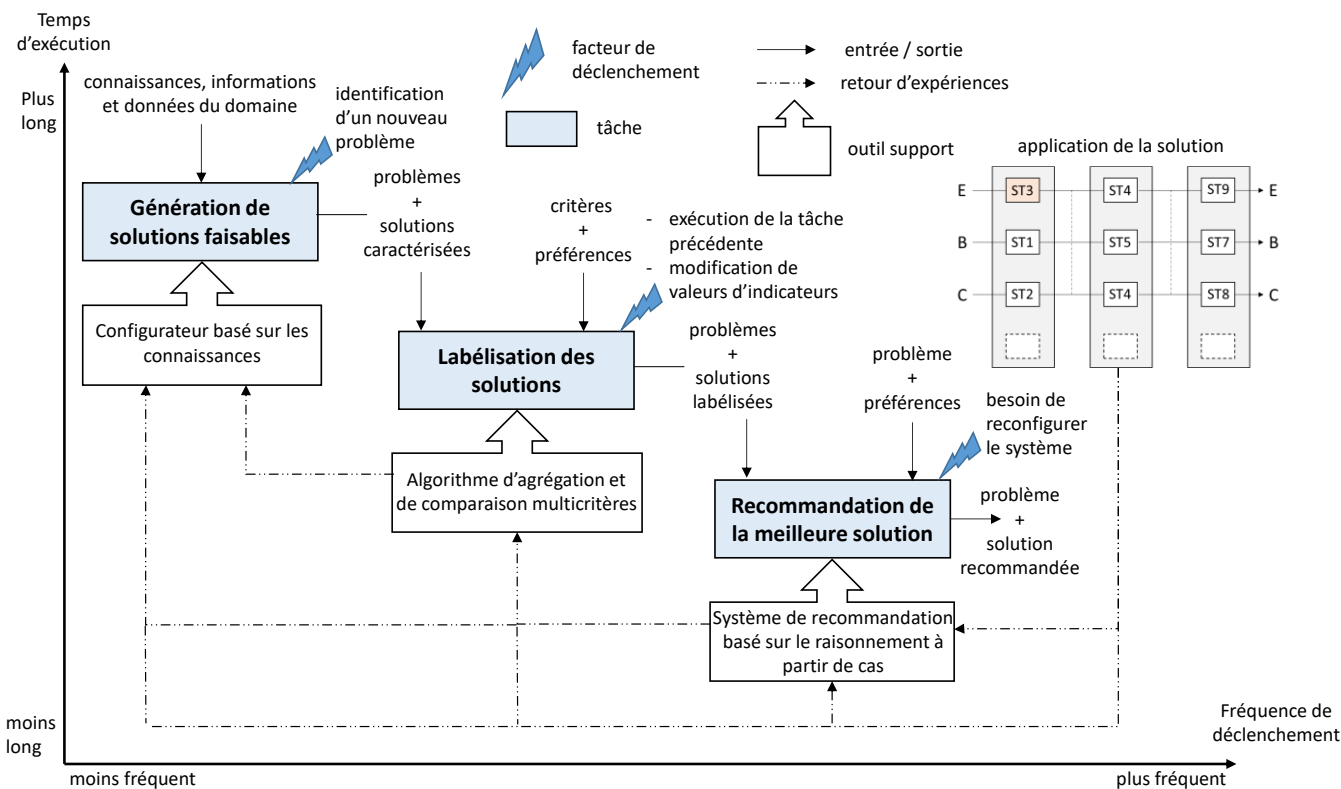 Temps
d'exécution
Plus
long
connaissances, informations
et données du domaine
identification
d'un nouveau
problème
facteur de
déclenchement
tâche
entrée / sortie
retour d'expériences
outil support
application de la solution
E
ST3
ST4
ST9
E
B
ST1
ST5
ST7
B
C
ST2
ST4
ST8
C
Génération de
solutions faisables
problèmes
+
solutions
caractérisées
critères
+
préférences
- exécution de la tâche
précédente
- modification de
valeurs d'indicateurs
Configurateur basé sur les
connaissances
Labélisation des
solutions
problèmes
+
solutions
labélisées
problème
+
préférences
besoin de
reconfigurer
le système
Algorithme d'agrégation et
de comparaison multicritères
Recommandation de
la meilleure solution
problème
+
solution
recommandée
Système de recommandation
basé sur le raisonnement à
partir de cas
moins
long
Fréquence de
déclenchement
moins fréquent
plus fréquent